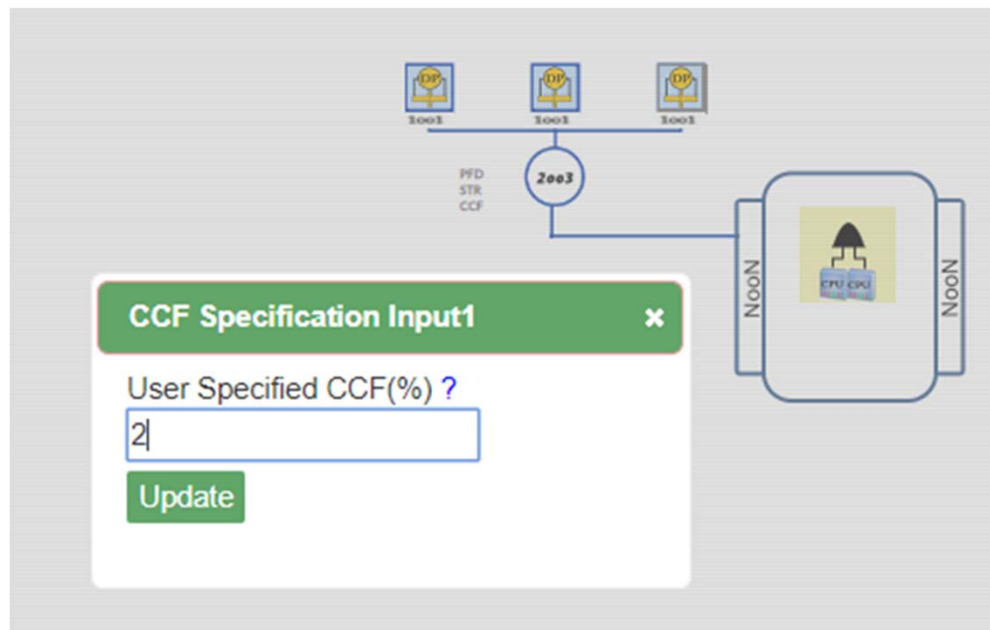 DP DP DP
1oo1 1oo1 1oo1
PFD
STR
CCF
2oo3
NooN
CPU CPU
NooN
CCF Specification Input1 ×
User Specified CCF(%) ?
2
Update